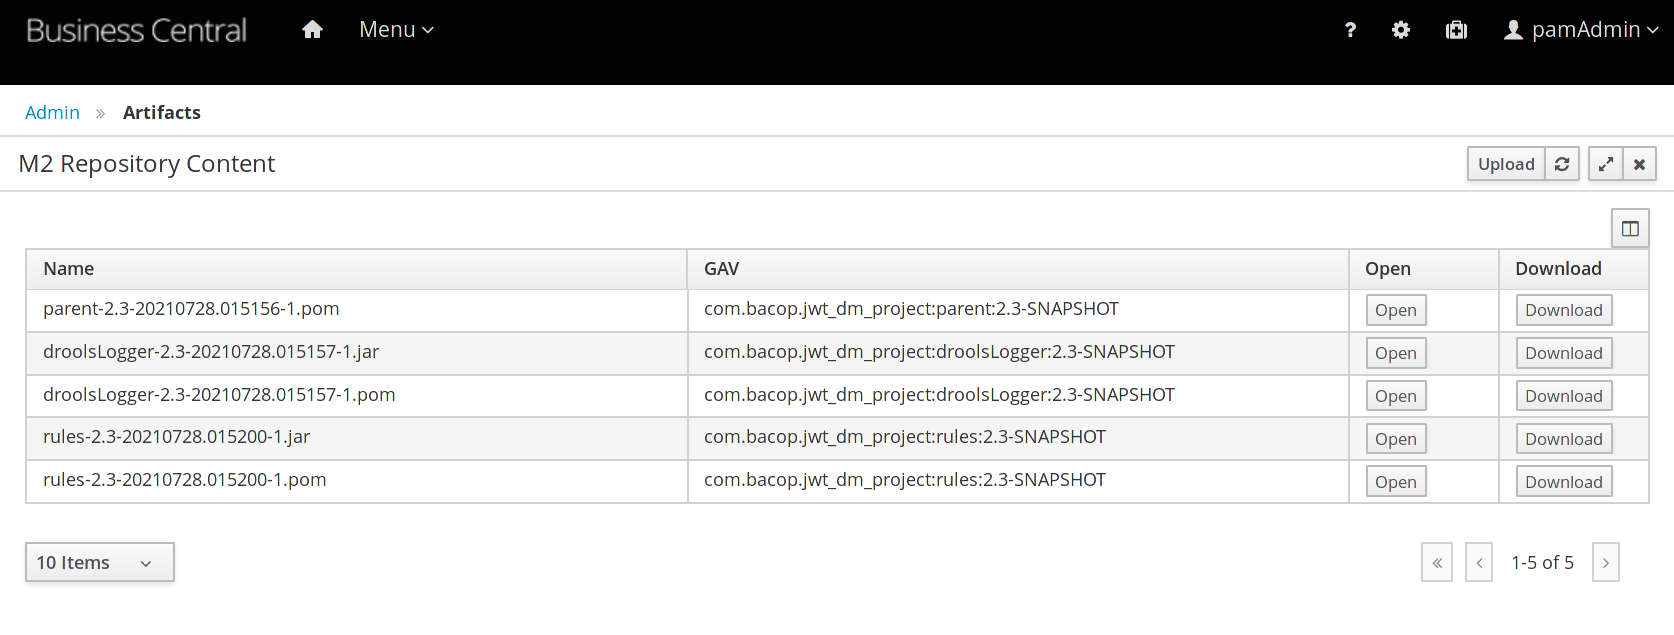 Business Central Menu ? pamAdmin
Admin » Artifacts
M2 Repository Content Upload
Name GAV Open Download
parent-2.3-20210728.015156-1.pom com.bacop.jwt_dm_project:parent:2.3-SNAPSHOT Open Download
droolsLogger-2.3-20210728.015157-1.jar com.bacop.jwt_dm_project:droolsLogger:2.3-SNAPSHOT Open Download
droolsLogger-2.3-20210728.015157-1.pom com.bacop.jwt_dm_project:droolsLogger:2.3-SNAPSHOT Open Download
rules-2.3-20210728.015200-1.jar com.bacop.jwt_dm_project:rules:2.3-SNAPSHOT Open Download
rules-2.3-20210728.015200-1.pom com.bacop.jwt_dm_project:rules:2.3-SNAPSHOT Open Download
10 Items « ‹ 1-5 of 5 ›